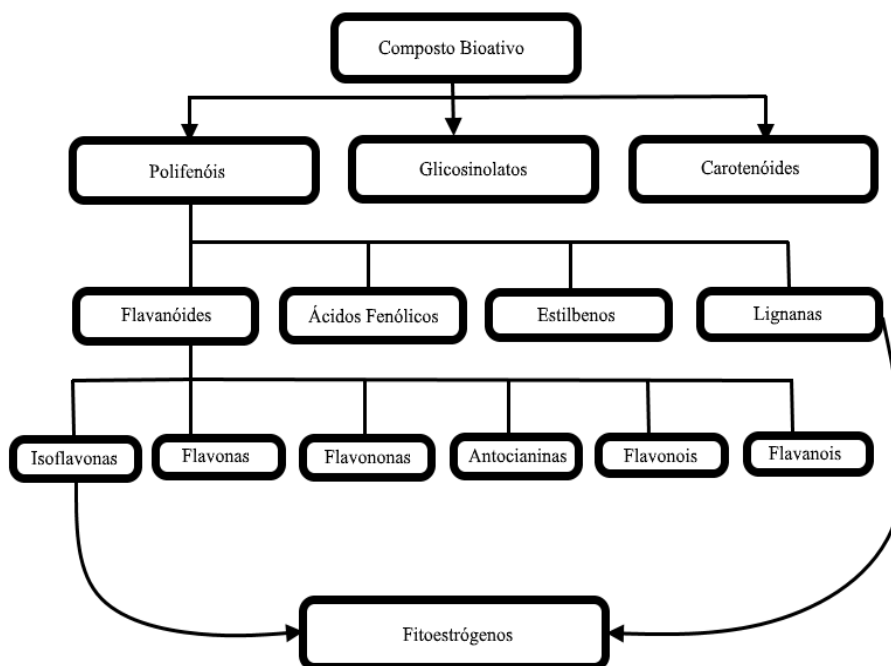 Composto Bioativo
Polifenóis
Glicosinolatos
Carotenóides
Flavanóides
Ácidos Fenólicos
Estilbenos
Lignanas
Isoflavonas
Flavonas
Flavononas
Antocianinas
Flavonois
Flavanois
Fitoestrógenos